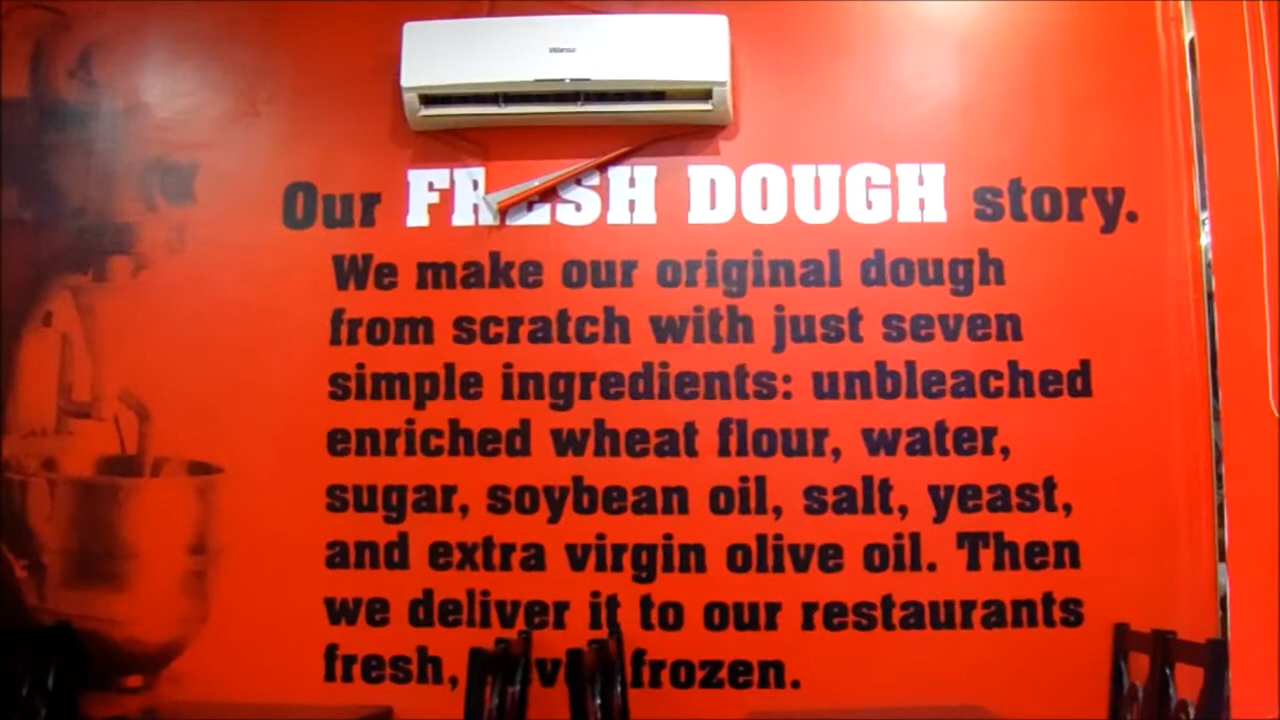 Our FRESH DOUGH story.
We make our original dough
from scratch with just seven
simple ingredients: unbleached
enriched wheat flour, water,
sugar, soybean oil, salt, yeast,
and extra virgin olive oil. Then
we deliver it to our restaurants
fresh, never frozen.